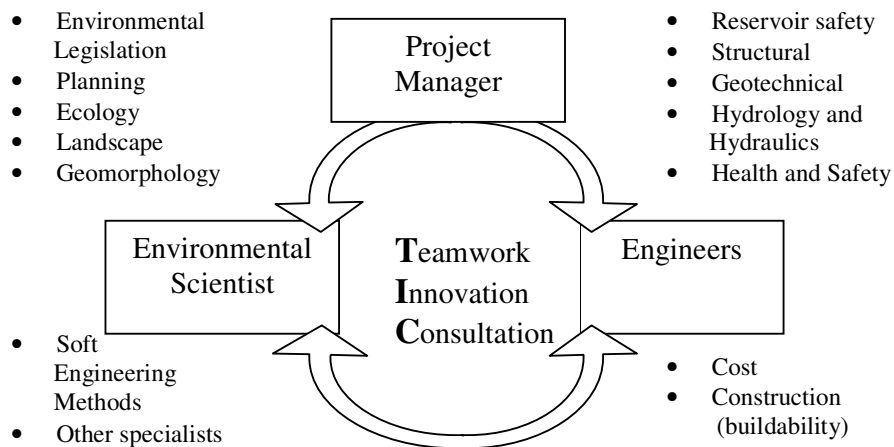 • Environmental
Legislation
• Planning
• Ecology
• Landscape
• Geomorphology
Project
Manager
• Reservoir safety
• Structural
• Geotechnical
• Hydrology and
Hydraulics
• Health and Safety
Environmental
Scientist
Teamwork
Innovation
Consultation
Engineers
• Soft
Engineering
Methods
• Other specialists
• Cost
• Construction
(buildability)